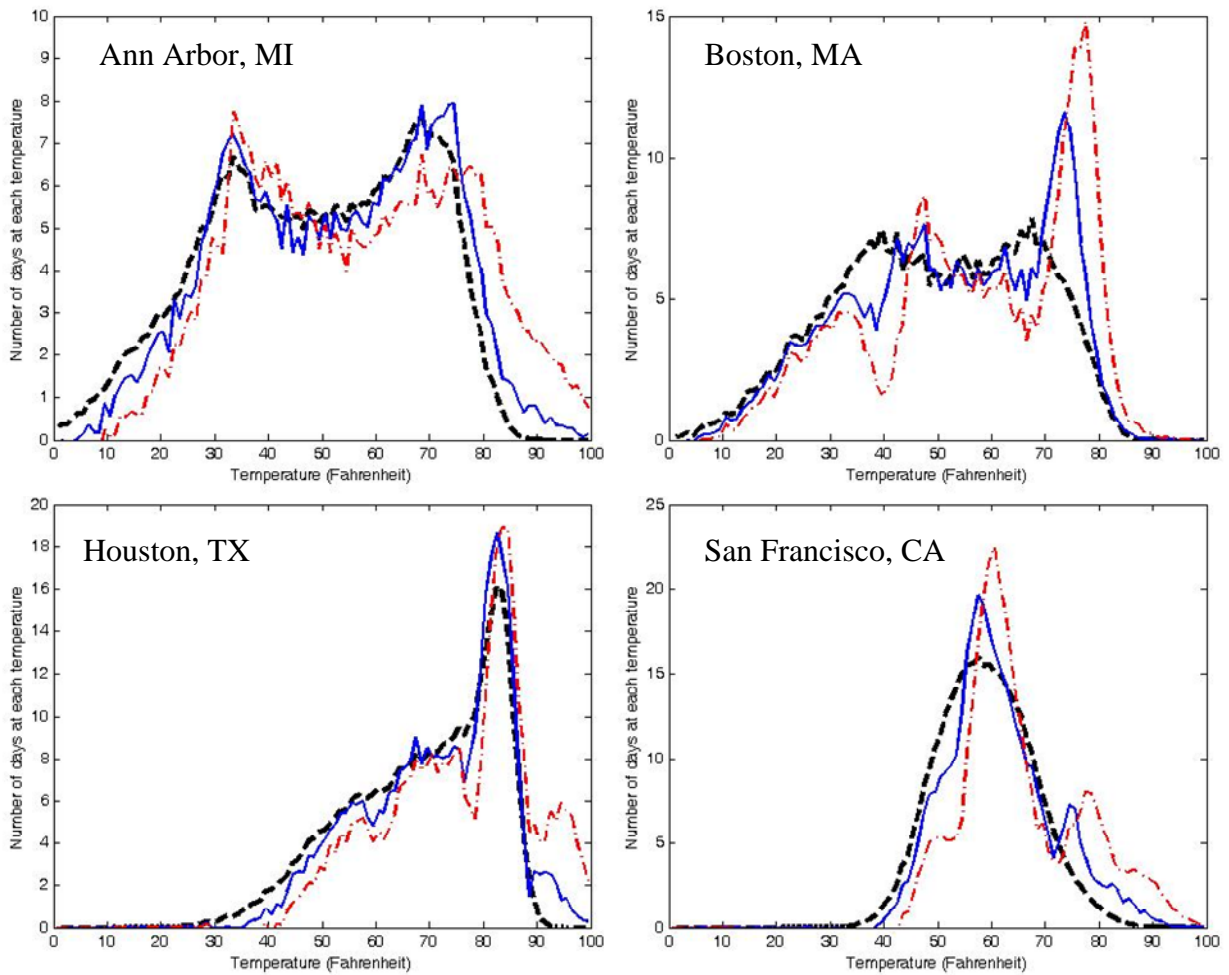 Ann Arbor, MI
Number of days at each temperature
10
9
8
7
6
5
4
3
2
1
0
0 10 20 30 40 50 60 70 80 90 100
Temperature (Fahrenheit)
Boston, MA
Number of days at each temperature
15
10
5
0
0 10 20 30 40 50 60 70 80 90 100
Temperature (Fahrenheit)
Houston, TX
Number of days at each temperature
20
18
16
14
12
10
8
6
4
2
0
0 10 20 30 40 50 60 70 80 90 100
Temperature (Fahrenheit)
San Francisco, CA
Number of days at each temperature
25
20
15
10
5
0
0 10 20 30 40 50 60 70 80 90 100
Temperature (Fahrenheit)